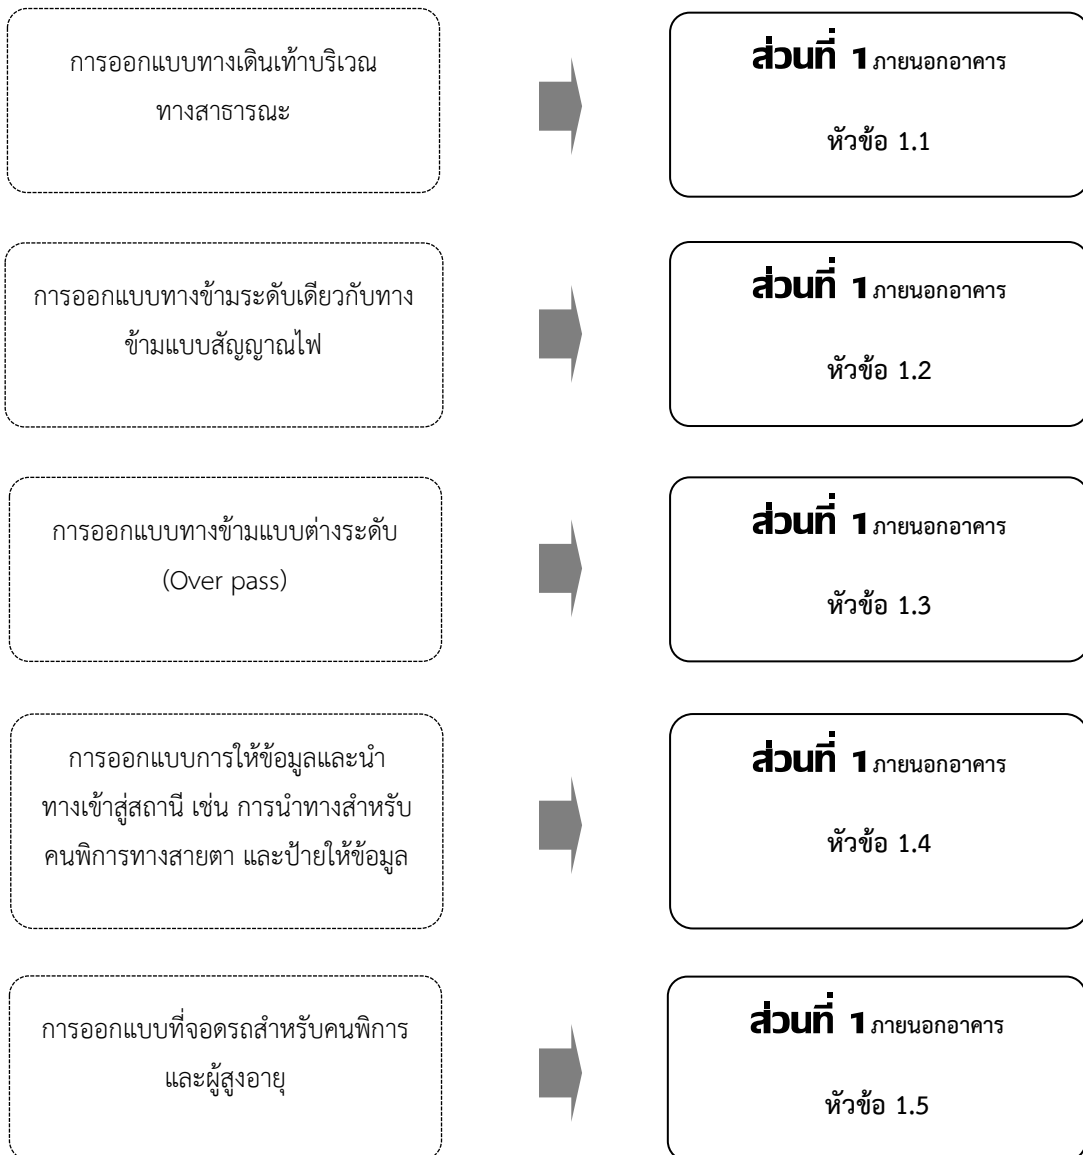 การออกแบบทางเดินเท้าบริเวณ
ทางสาธารณะ
ส่วนที่ 1 ภายนอกอาคาร
หัวข้อ 1.1
การออกแบบทางข้ามระดับเดียวกับทาง
ข้ามแบบสัญญาณไฟ
ส่วนที่ 1 ภายนอกอาคาร
หัวข้อ 1.2
การออกแบบทางข้ามแบบต่างระดับ
(Over pass)
ส่วนที่ 1 ภายนอกอาคาร
หัวข้อ 1.3
การออกแบบการให้ข้อมูลและนำ
ทางเข้าสู่สถานี เช่น การนำทางสำหรับ
คนพิการทางสายตา และป้ายให้ข้อมูล
ส่วนที่ 1 ภายนอกอาคาร
หัวข้อ 1.4
การออกแบบที่จอดรถสำหรับคนพิการ
และผู้สูงอายุ
ส่วนที่ 1 ภายนอกอาคาร
หัวข้อ 1.5